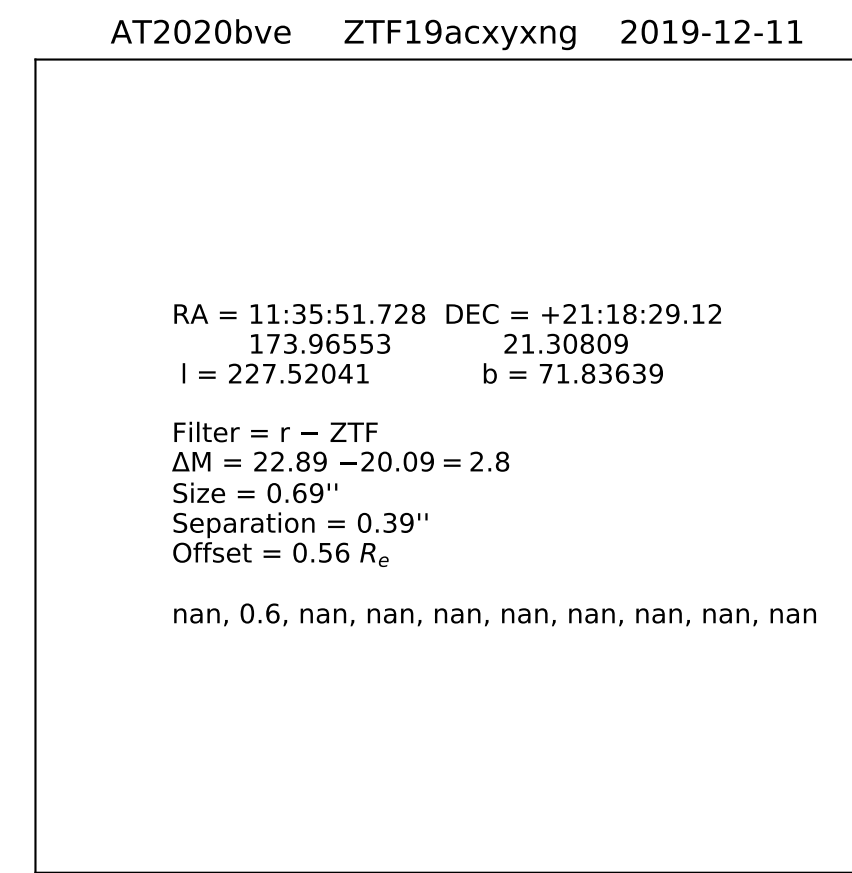 AT2020bve ZTF19acxyxng 2019-12-11
RA = 11:35:51.728 DEC = +21:18:29.12
173.96553 21.30809
l = 227.52041 b = 71.83639
Filter = r − ZTF
ΔM = 22.89 −20.09 = 2.8
Size = 0.69''
Separation = 0.39''
Offset = 0.56 Rₑ
nan, 0.6, nan, nan, nan, nan, nan, nan, nan, nan